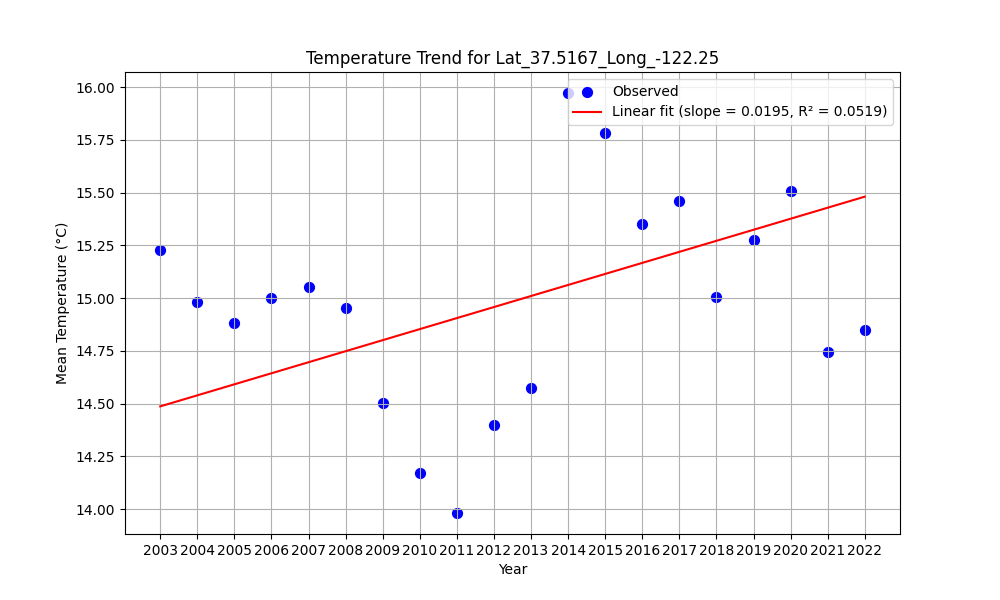 Temperature Trend for Lat_37.5167_Long_-122.25
Observed
Linear fit (slope = 0.0195, R² = 0.0519)
Mean Temperature (°C)
16.00
15.75
15.50
15.25
15.00
14.75
14.50
14.25
14.00
2003 2004 2005 2006 2007 2008 2009 2010 2011 2012 2013 2014 2015 2016 2017 2018 2019 2020 2021 2022
Year